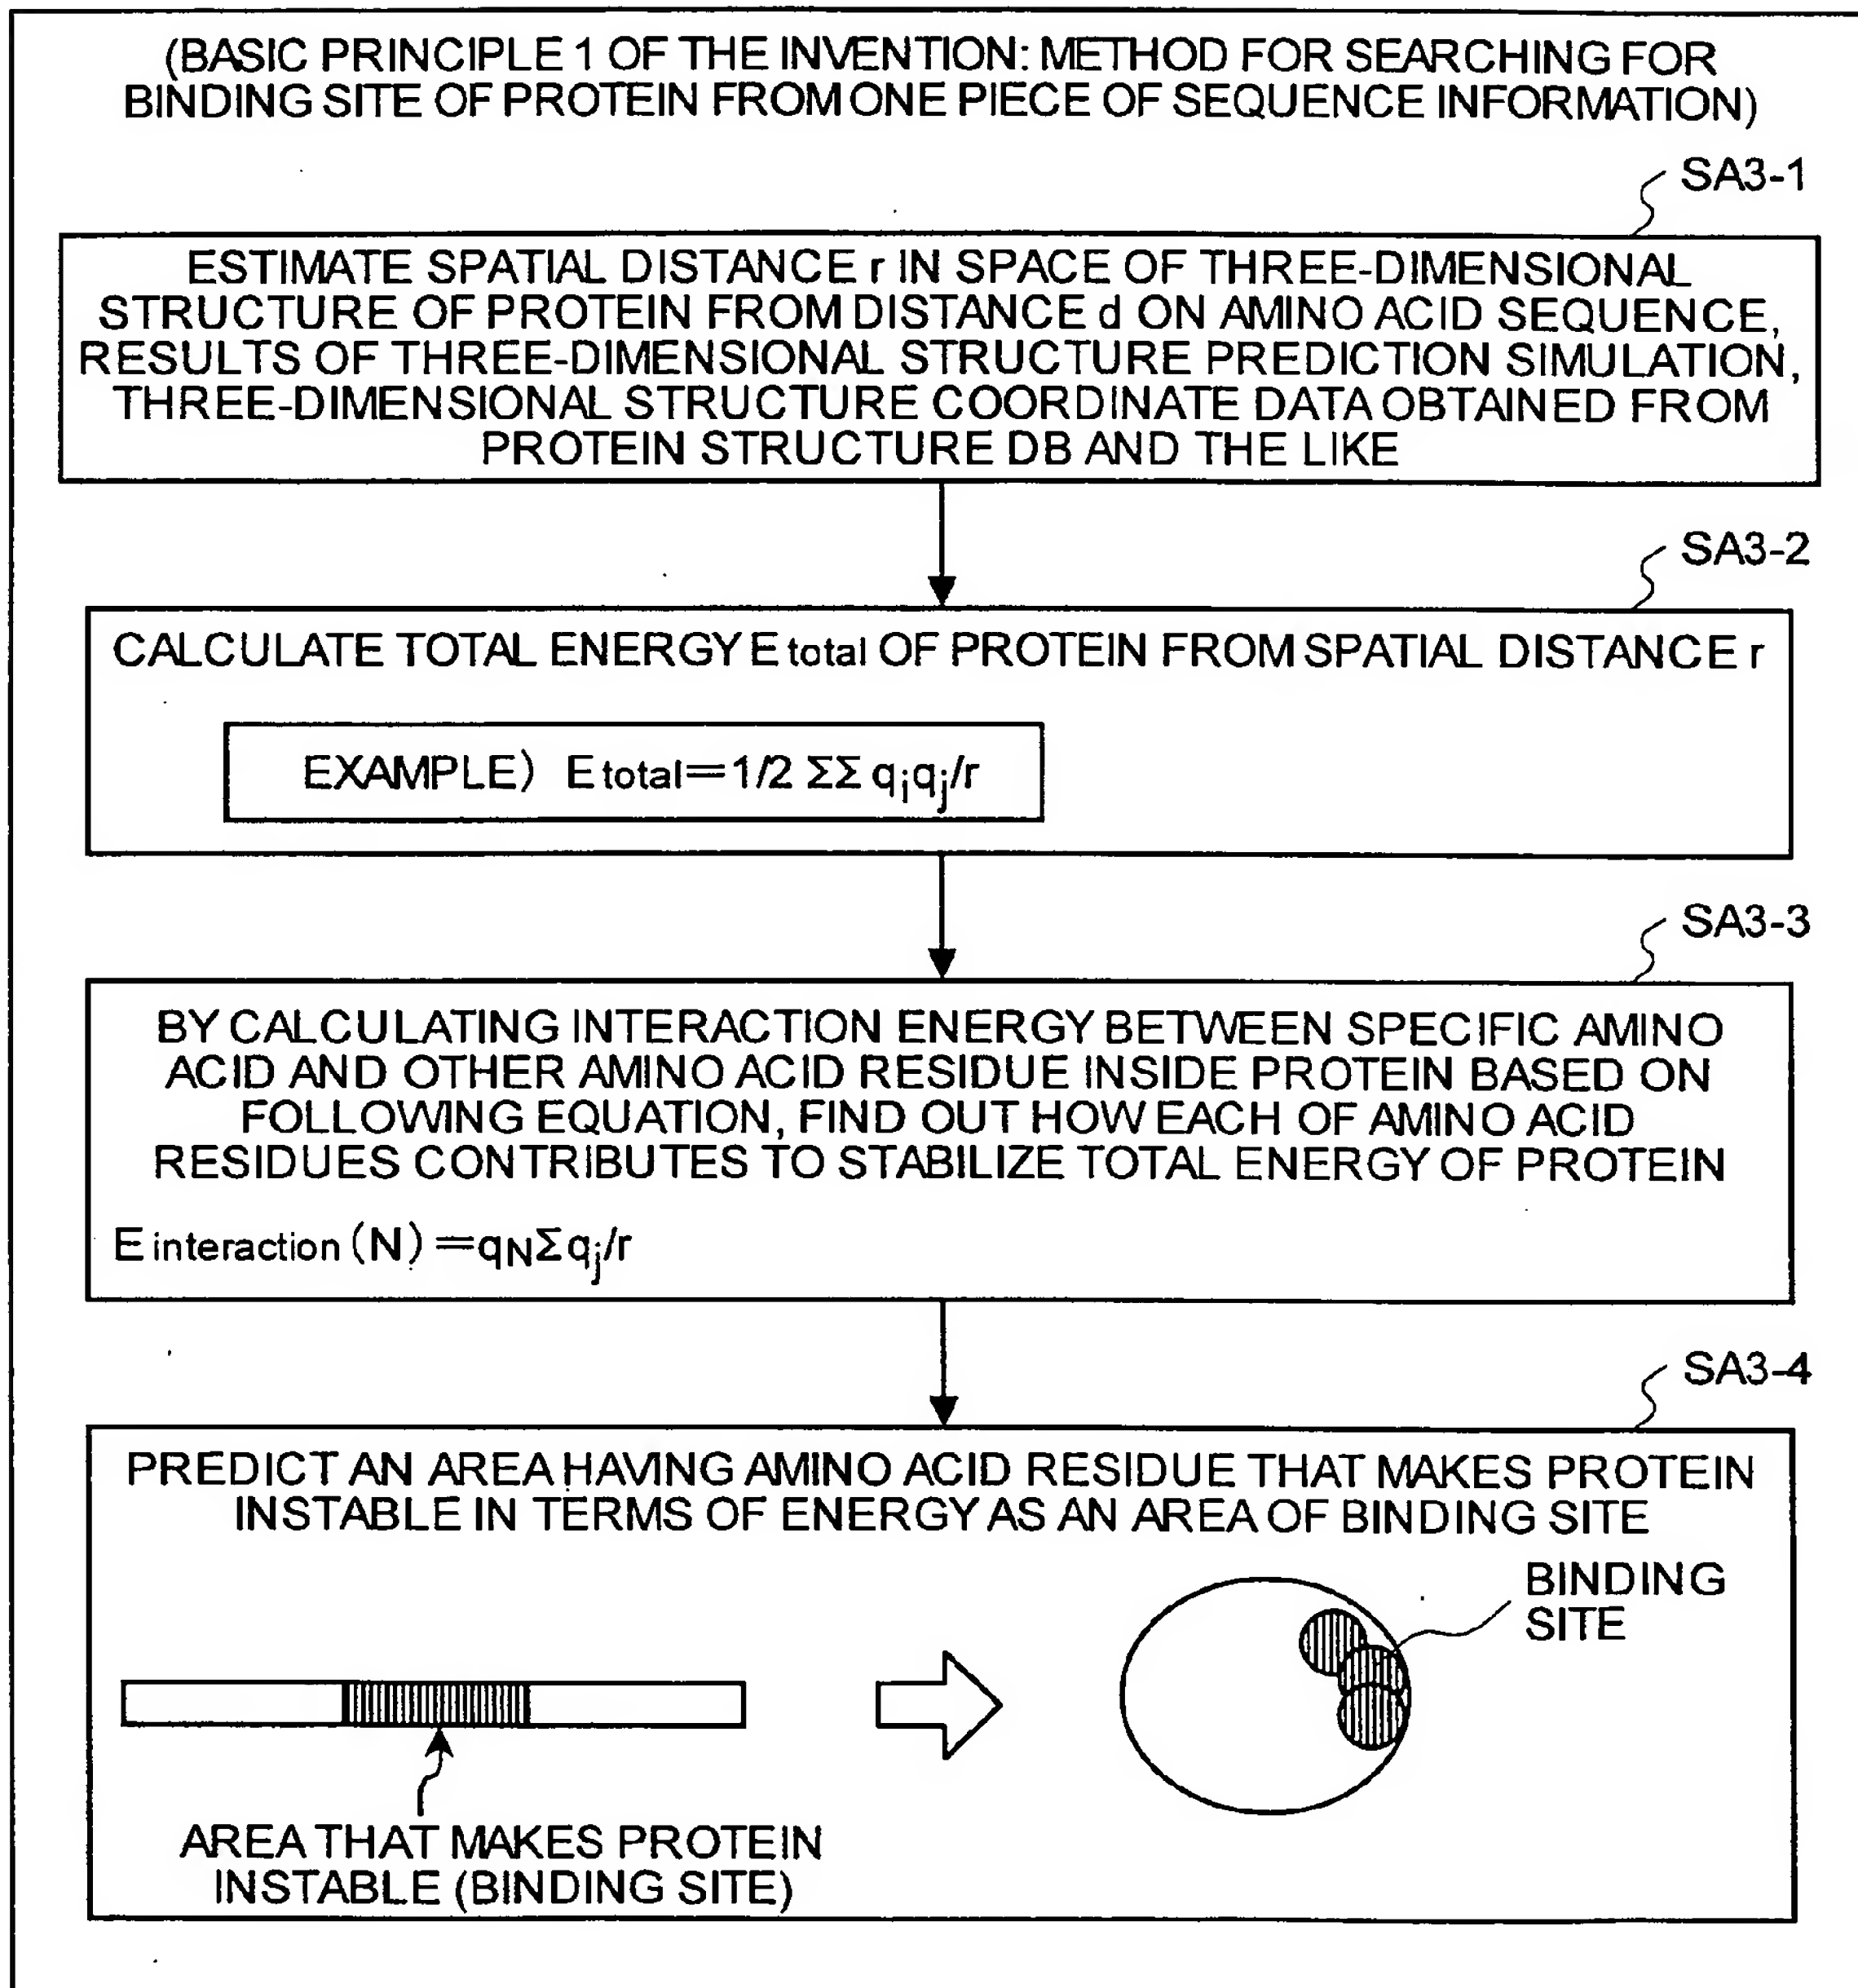 (BASIC PRINCIPLE 1 OF THE INVENTION: METHOD FOR SEARCHING FOR
BINDING SITE OF PROTEIN FROM ONE PIECE OF SEQUENCE INFORMATION)
SA3-1
ESTIMATE SPATIAL DISTANCE r IN SPACE OF THREE-DIMENSIONAL
STRUCTURE OF PROTEIN FROM DISTANCE d ON AMINO ACID SEQUENCE,
RESULTS OF THREE-DIMENSIONAL STRUCTURE PREDICTION SIMULATION,
THREE-DIMENSIONAL STRUCTURE COORDINATE DATA OBTAINED FROM
PROTEIN STRUCTURE DB AND THE LIKE
SA3-2
CALCULATE TOTAL ENERGY E total OF PROTEIN FROM SPATIAL DISTANCE r
EXAMPLE) E total=1/2 ΣΣ qiqj/r
SA3-3
BY CALCULATING INTERACTION ENERGY BETWEEN SPECIFIC AMINO
ACID AND OTHER AMINO ACID RESIDUE INSIDE PROTEIN BASED ON
FOLLOWING EQUATION, FIND OUT HOW EACH OF AMINO ACID
RESIDUES CONTRIBUTES TO STABILIZE TOTAL ENERGY OF PROTEIN
E interaction (N) =qNΣqj/r
SA3-4
PREDICT AN AREA HAVING AMINO ACID RESIDUE THAT MAKES PROTEIN
INSTABLE IN TERMS OF ENERGY AS AN AREA OF BINDING SITE
BINDING
SITE
AREA THAT MAKES PROTEIN
INSTABLE (BINDING SITE)